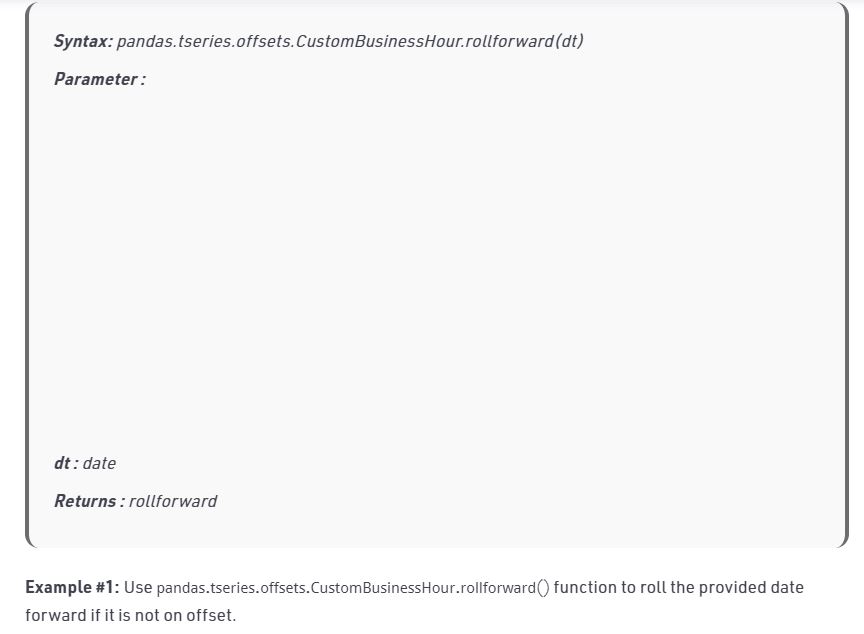 Syntax: pandas.tseries.offsets.CustomBusinessHour.rollforward(dt)
Parameter :
dt : date
Returns : rollforward
Example #1: Use pandas.tseries.offsets.CustomBusinessHour.rollforward() function to roll the provided date
forward if it is not on offset.